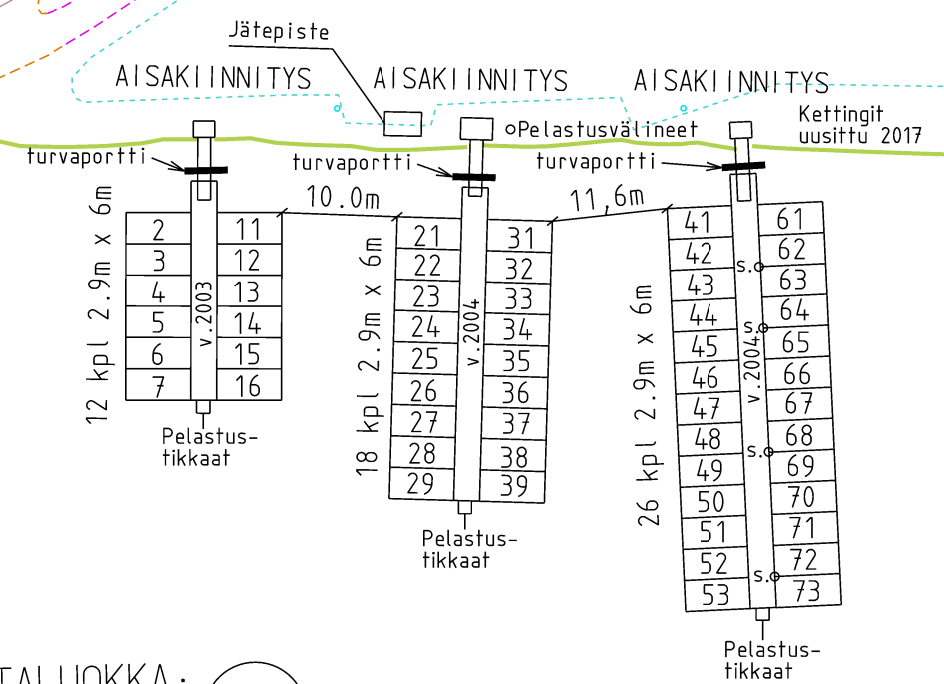 Jätepiste
AISAKIINNITYS
AISAKIINNITYS
AISAKIINNITYS
Pelastusvälineet
Kettingit
uusittu 2017
turvaportti
turvaportti
turvaportti
10.0m
11,6m
12 kpl 2.9m x 6m
2 11
3 12
4 13
5 14
6 15
7 16
v.2003
Pelastus-
tikkaat
18 kpl 2.9m x 6m
21 31
22 32
23 33
24 34
25 35
26 36
27 37
28 38
29 39
v.2004
Pelastus-
tikkaat
26 kpl 2.9m x 6m
41 61
42 62
s.
43 63
44 64
s.
45 65
46 66
47 67
48 68
s.
49 69
50 70
51 71
52 72
s.
53 73
v.2004
Pelastus-
tikkaat